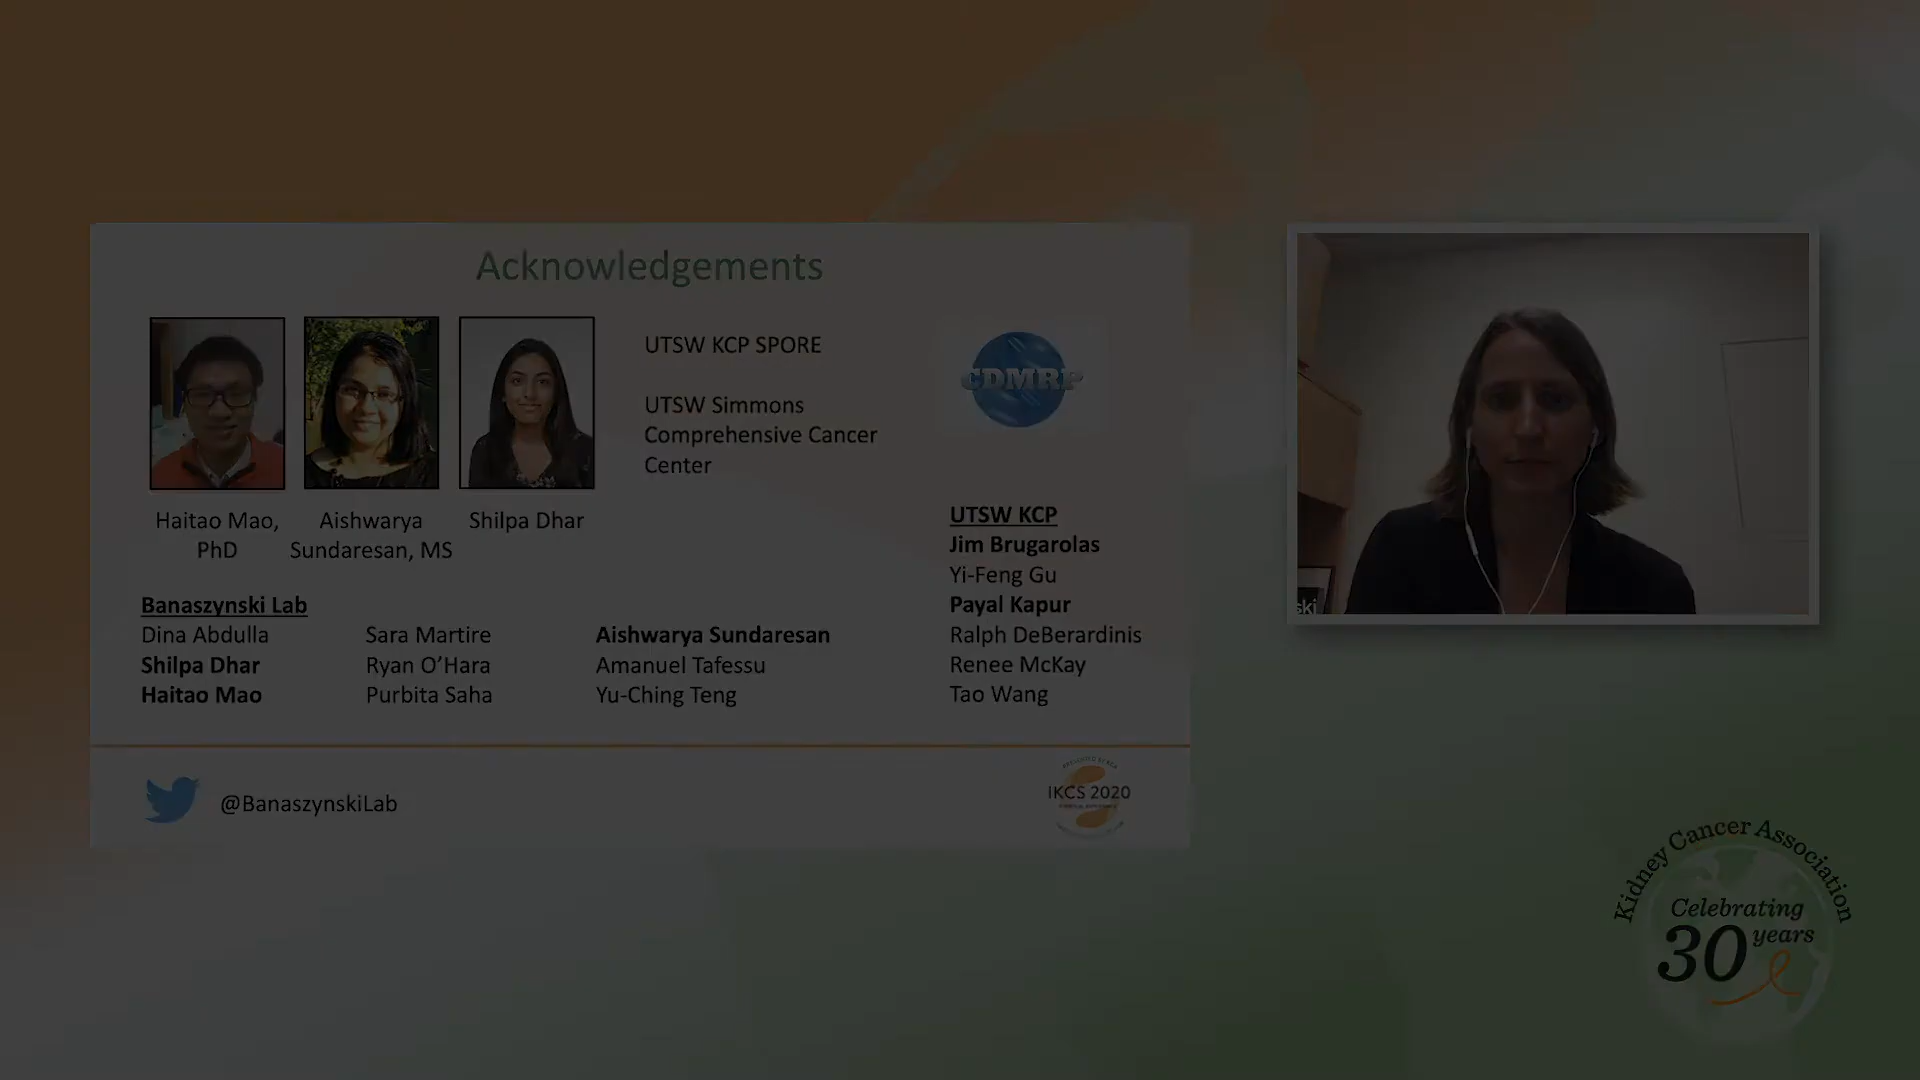 Acknowledgements
Haitao Mao,
PhD
Aishwarya
Sundaresan, MS
Shilpa Dhar
UTSW KCP SPORE
UTSW Simmons
Comprehensive Cancer
Center
CDMRP
Banaszynski Lab
Dina Abdulla
Shilpa Dhar
Haitao Mao
Sara Martire
Ryan O'Hara
Purbita Saha
Aishwarya Sundaresan
Amanuel Tafessu
Yu-Ching Teng
UTSW KCP
Jim Brugarolas
Yi-Feng Gu
Payal Kapur
Ralph DeBerardinis
Renee McKay
Tao Wang
@BanaszynskiLab
IKCS 2020
ski
Kidney Cancer Association
Celebrating
30 years